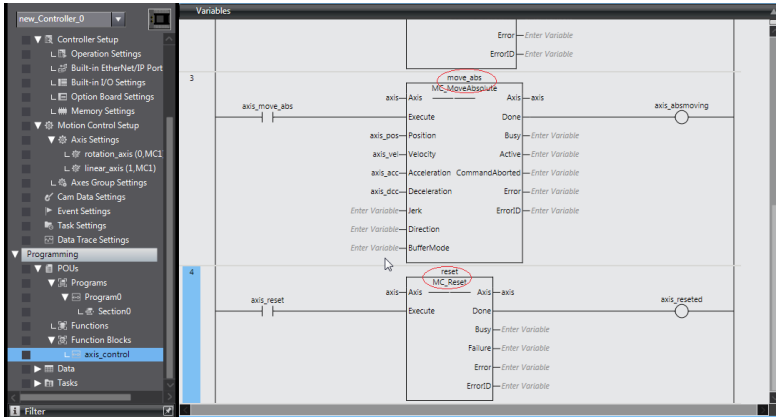 new_Controller_0
Controller Setup
Operation Settings
Built-in EtherNet/IP Port
Built-in I/O Settings
Option Board Settings
Memory Settings
Motion Control Setup
Axis Settings
rotation_axis (0,MC1
linear_axis (1,MC1)
Axes Group Settings
Cam Data Settings
Event Settings
Task Settings
Data Trace Settings
Programming
POUs
Programs
Program0
Section0
Functions
Function Blocks
axis_control
Data
Tasks
Filter
Variables
Error Enter Variable
ErrorID Enter Variable
3
move_abs
MC_MoveAbsolute
axis Axis Axis axis
axis_move_abs
axis_absmoving
Execute Done
axis_pos Position Busy Enter Variable
axis_vel Velocity Active Enter Variable
axis_acc Acceleration CommandAborted Enter Variable
axis_dcc Deceleration Error Enter Variable
Enter Variable Jerk ErrorID Enter Variable
Enter Variable Direction
Enter Variable BufferMode
4
reset
MC_Reset
axis Axis Axis axis
axis_reset
axis_reseted
Execute Done
Busy Enter Variable
Failure Enter Variable
Error Enter Variable
ErrorID Enter Variable